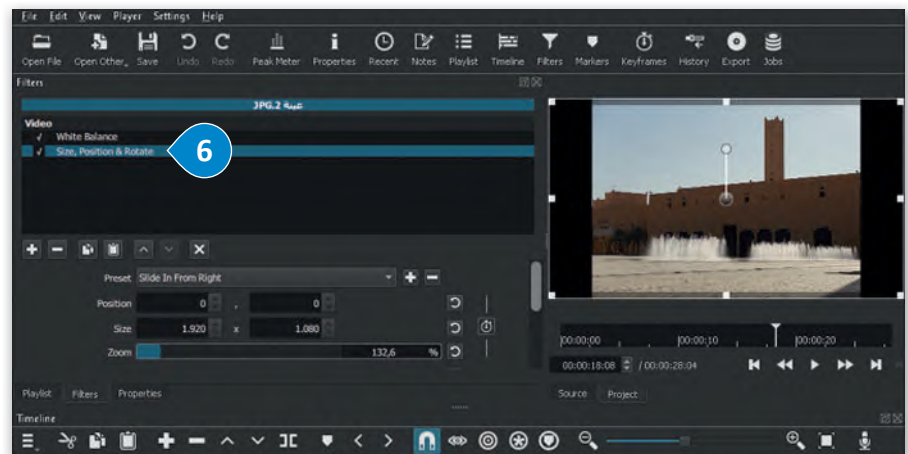 File Edit View Player Settings Help
Open File Open Other... Save Undo Redo Peak Meter Properties Recent Notes Playlist Timeline Filters Markers Keyframes History Export Jobs
Filters
عينة 2.JPG
Video
✓ White Balance
✓ Size, Position & Rotate
6
Preset Slide In From Right
Position 0 , 0
Size 1.920 x 1.080
Zoom 132,6 %
00:00:00 00:00:10 00:00:20
00:00:18:08 / 00:00:28:04
Playlist Filters Properties
Source Project
Timeline